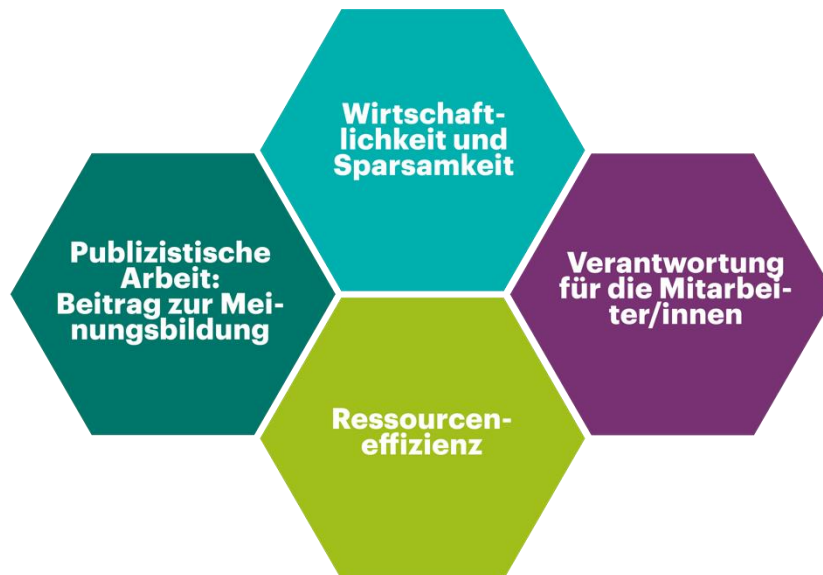 Wirtschaft-
lichkeit und
Sparsamkeit
Publizistische
Arbeit:
Beitrag zur Mei-
nungsbildung
Verantwortung
für die Mitarbei-
ter/innen
Ressourcen-
effizienz